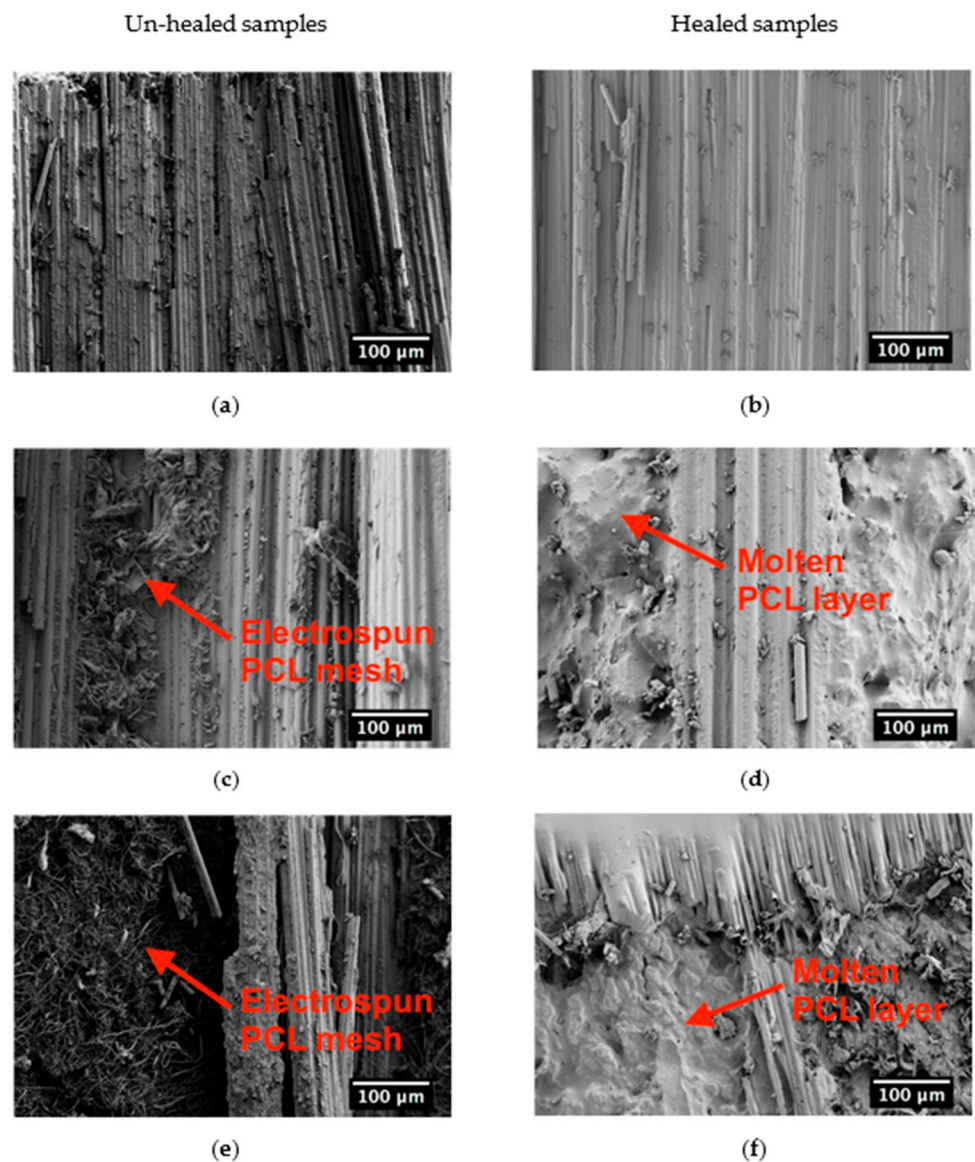 Un-healed samples
Healed samples
100 µm
100 µm
(a)
(b)
Electrospun
PCL mesh
Molten
PCL layer
100 µm
100 µm
(c)
(d)
Electrospun
PCL mesh
Molten
PCL layer
100 µm
100 µm
(e)
(f)